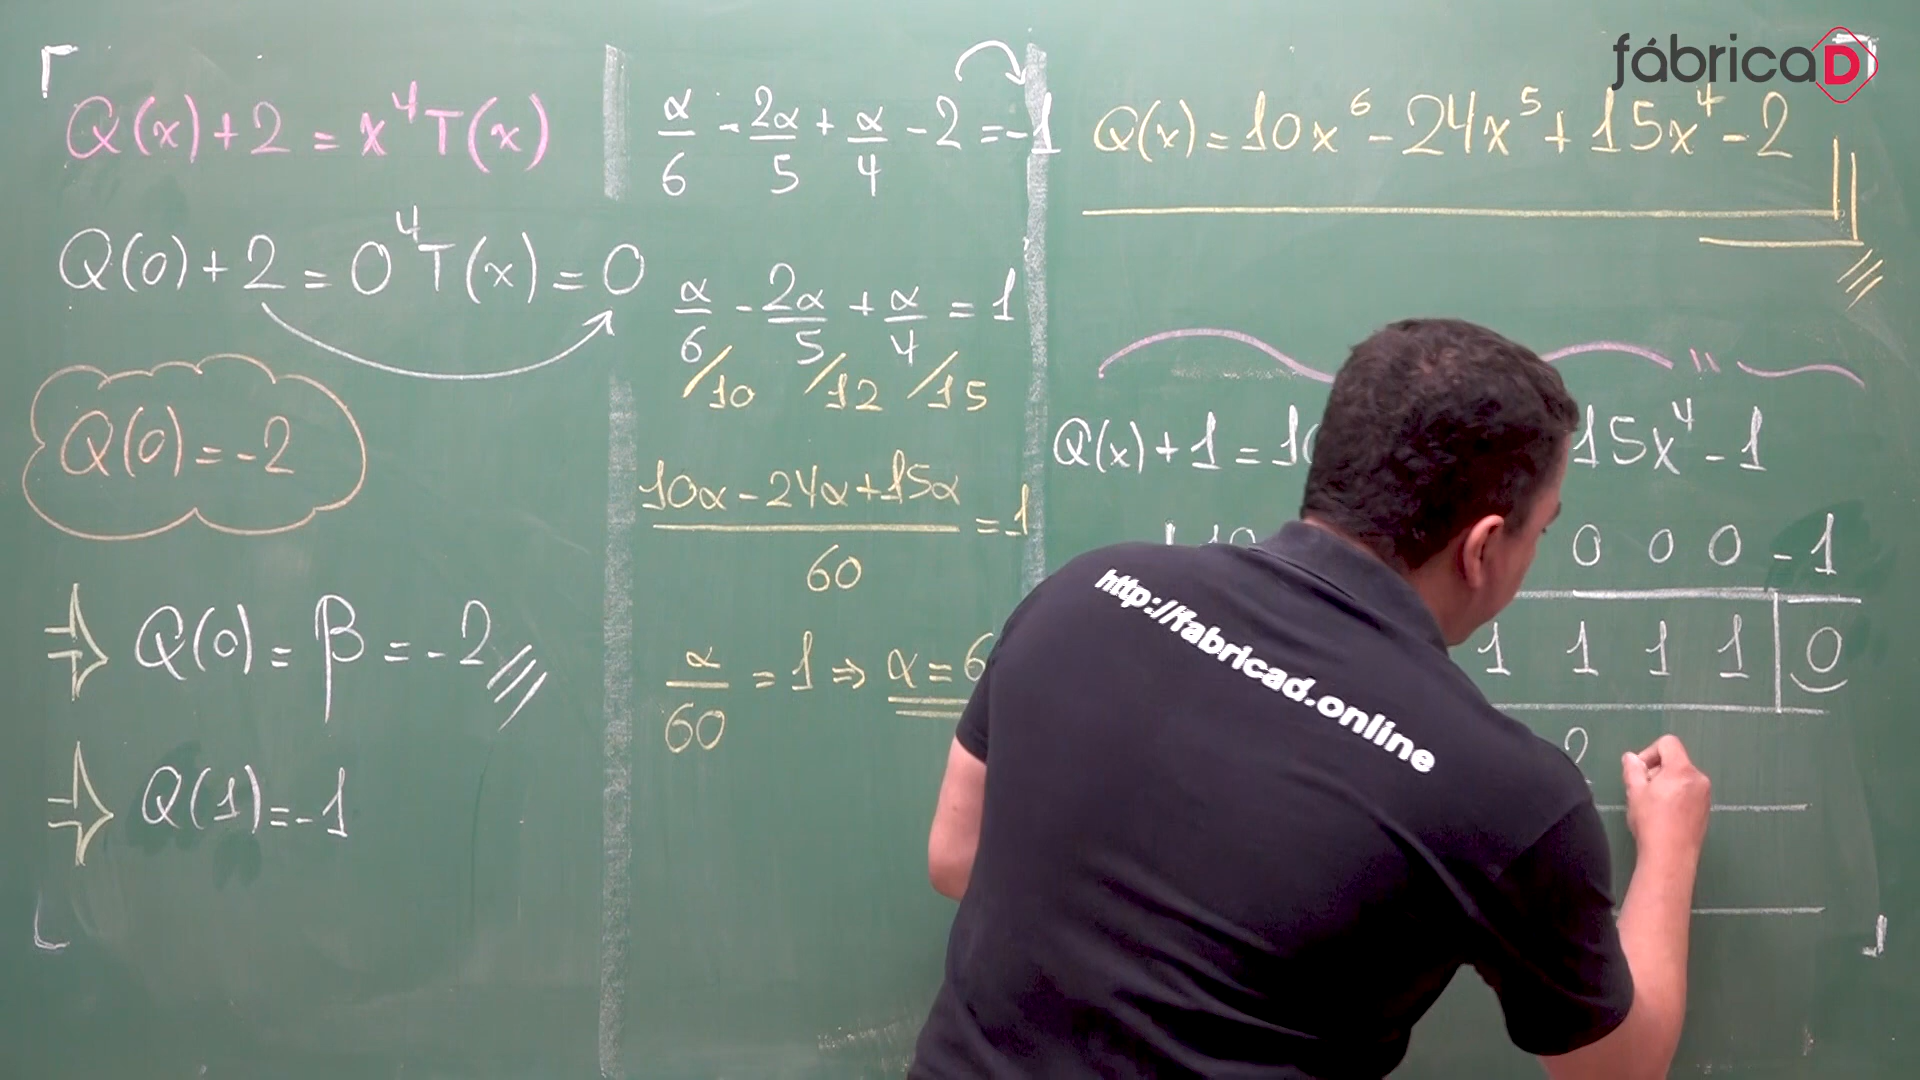 Q(x)+2 = x⁴T(x)
Q(0)+2 = 0⁴T(x) = 0
Q(0) = -2
⇒ Q(0) = β = -2
⇒ Q(1) = -1
α/6 - 2α/5 + α/4 - 2 = -1
α/6 - 2α/5 + α/4 = 1
/10 /12 /15
(10α - 24α + 15α)/60 = 1
α/60 = 1 ⇒ α = 6
fábricaD
Q(x) = 10x⁶ - 24x⁵ + 15x⁴ - 2
Q(x)+1 = 15x⁴ - 1
0 0 0 -1
1 1 1 1 0
2
http://fabricad.online